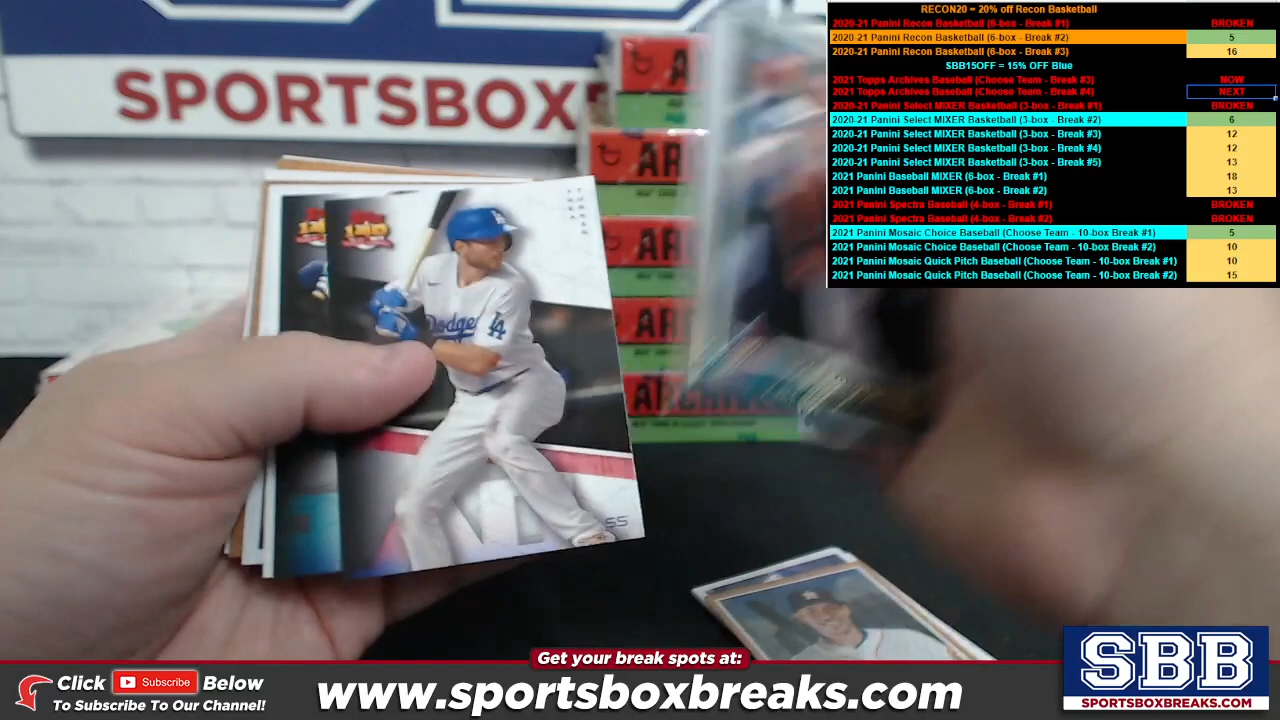 RECON20 = 20% off Recon Basketball
2020-21 Panini Recon Basketball (6-box - Break #1) BROKEN
2020-21 Panini Recon Basketball (6-box - Break #2) 5
2020-21 Panini Recon Basketball (6-box - Break #3) 16
SBB15OFF = 15% OFF Blue
2021 Topps Archives Baseball (Choose Team - Break #3) NOW
2021 Topps Archives Baseball (Choose Team - Break #4) NEXT
2020-21 Panini Select MIXER Basketball (3-box - Break #1) BROKEN
2020-21 Panini Select MIXER Basketball (3-box - Break #2) 6
2020-21 Panini Select MIXER Basketball (3-box - Break #3) 12
2020-21 Panini Select MIXER Basketball (3-box - Break #4) 12
2020-21 Panini Select MIXER Basketball (3-box - Break #5) 13
2021 Panini Baseball MIXER (6-box - Break #1) 18
2021 Panini Baseball MIXER (6-box - Break #2) 13
2021 Panini Spectra Baseball (4-box - Break #1) BROKEN
2021 Panini Spectra Baseball (4-box - Break #2) BROKEN
2021 Panini Mosaic Choice Baseball (Choose Team - 10-box Break #1) 5
2021 Panini Mosaic Choice Baseball (Choose Team - 10-box Break #2) 10
2021 Panini Mosaic Quick Pitch Baseball (Choose Team - 10-box Break #1) 10
2021 Panini Mosaic Quick Pitch Baseball (Choose Team - 10-box Break #2) 15
SPORTSBOX
A
AR
AR
AR
ARCHIVES
TREA
TURNER
Dodgers
LA
SS
Get your break spots at:
Click Subscribe Below
To Subscribe To Our Channel!
www.sportsboxbreaks.com
SBB
SPORTSBOXBREAKS.COM